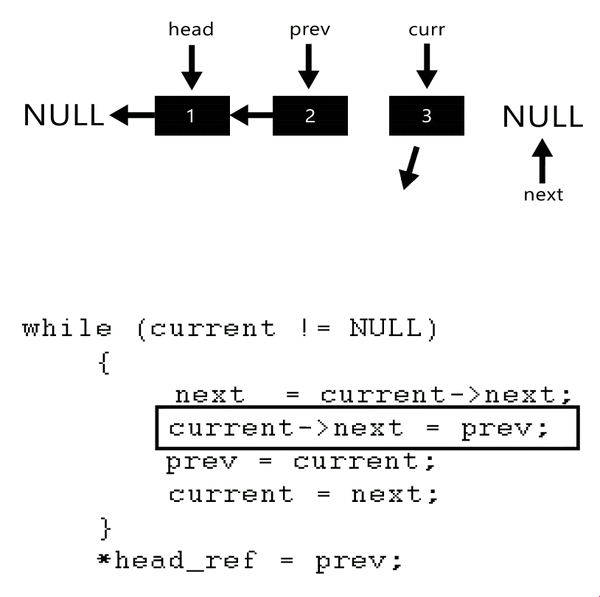 head prev curr
NULL 1 2 3 NULL
next
while (current != NULL)
{
next = current->next;
current->next = prev;
prev = current;
current = next;
}
*head_ref = prev;